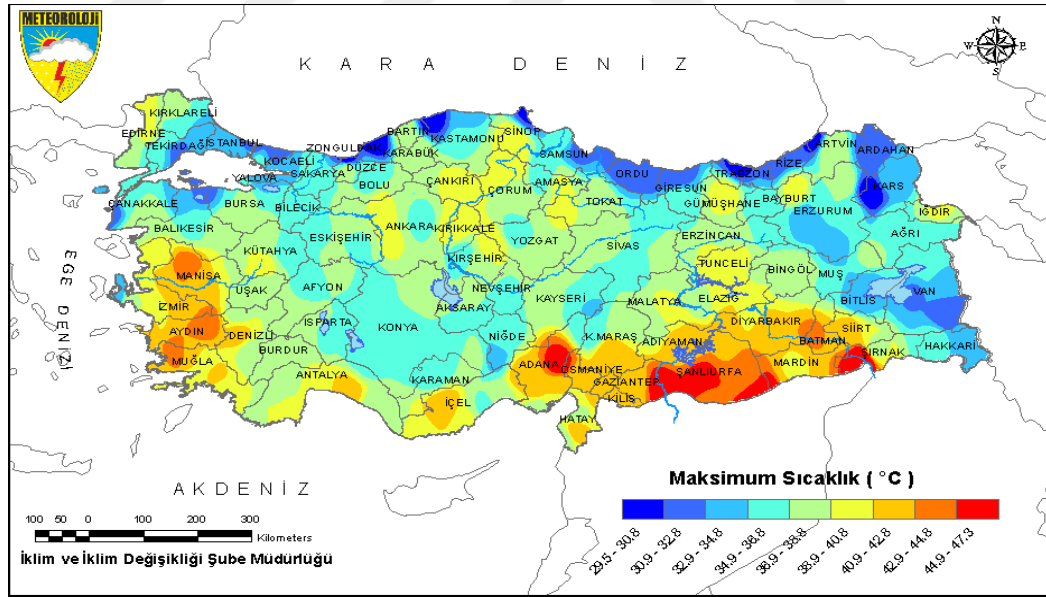 METEOROLOJİ
N
W E
S
K A R A D E N İ Z
KIRKLARELİ
EDİRNE
TEKİRDAĞ
İSTANBUL
KOCAELİ
YALOVA
SAKARYA
ZONGULDAK
DÜZCE
BOLU
BARTIN
KARABÜK
KASTAMONU
SİNOP
SAMSUN
ÇANKIRI
ÇORUM
AMASYA
TOKAT
ORDU
GİRESUN
TRACZON
RİZE
ARTVİN
ARDAHAN
KARS
GÜMÜŞHANE
BAYBURT
ERZURUM
IĞDIR
AĞRI
ÇANAKKALE
BURSA
BİLECİK
BALIKESİR
ESKİŞEHİR
ANKARA
KIRIKKALE
YOZGAT
SİVAS
ERZİNCAN
TUNCELİ
BİNGÖL
MUŞ
BİTLİS
VAN
KÜTAHYA
MANİSA
UŞAK
AFYON
KIRŞEHİR
NEVŞEHİR
AKSARAY
KAYSERİ
MALATYA
ELAZIĞ
DİYARBAKIR
SİİRT
BATMAN
ŞIRNAK
HAKKARİ
İZMİR
AYDIN
DENİZLİ
ISPARTA
KONYA
NİĞDE
K.MARAŞ
ADIYAMAN
MARDİN
MUĞLA
BURDUR
ANTALYA
KARAMAN
İÇEL
ADANA
OSMANİYE
GAZİANTEP
KİLİS
ŞANLIURFA
HATAY
E G E D E N İ Z İ
A K D E N İ Z
Maksimum Sıcaklık ( °C )
29.5 - 30.8
30.9 - 32.8
32.9 - 34.8
34.9 - 36.8
36.9 - 38.8
38.9 - 40.8
40.9 - 42.8
42.9 - 44.8
44.9 - 47.3
100 50 0 100 200 300
Kilometers
İklim ve İklim Değişikliği Şube Müdürlüğü